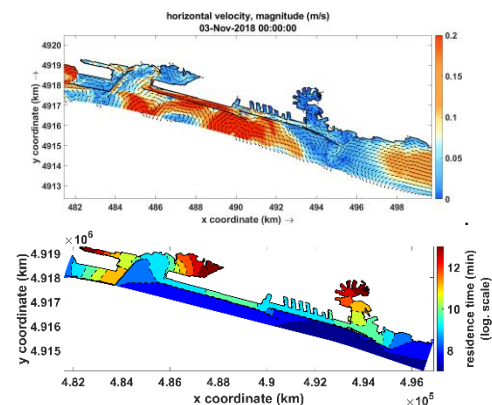 horizontal velocity, magnitude (m/s)
03-Nov-2018 00:00:00
4920
4919
4918
4917
4916
4915
4914
4913
y coordinate (km) →
482 484 486 488 490 492 494 496 498
x coordinate (km) →
0.2
0.15
0.1
0.05
0
.
× 10⁶
4.919
4.918
4.917
4.916
4.915
y coordinate (km)
4.82 4.84 4.86 4.88 4.9 4.92 4.94 4.96
× 10⁵
x coordinate (km)
12
10
8
residence time (min)
(log. scale)